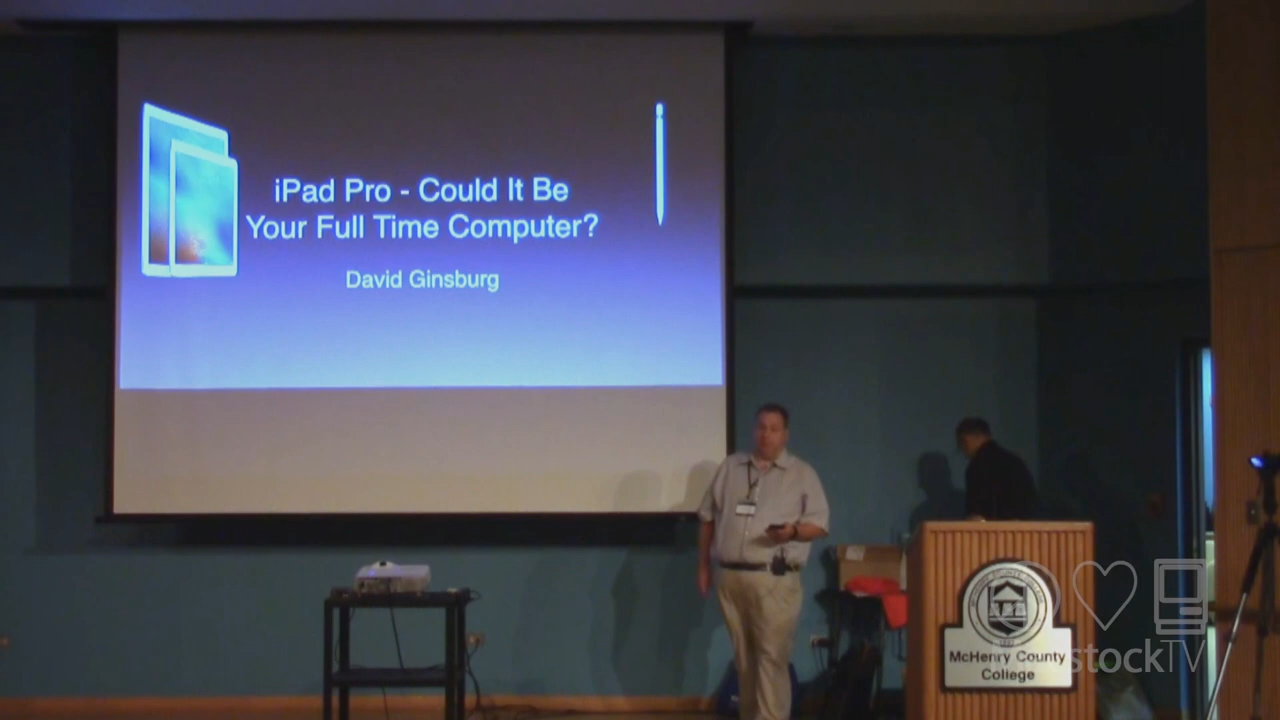 iPad Pro - Could It Be
Your Full Time Computer?
David Ginsburg
McHenry County
College
stockTV